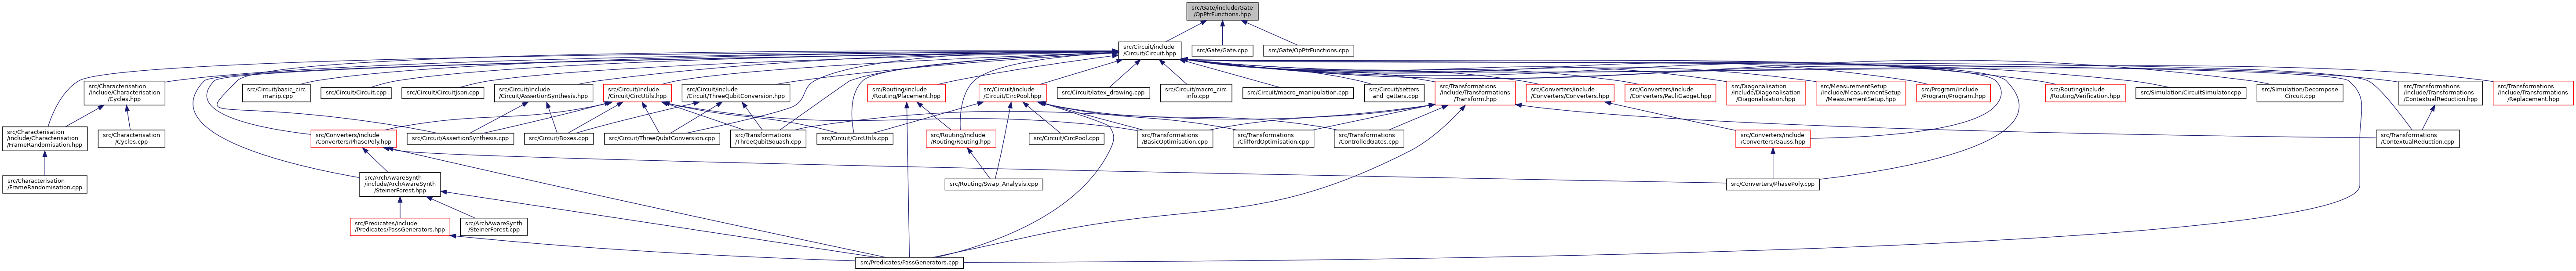 src/Gate/include/Gate
/OpPtrFunctions.hpp
src/Circuit/include
/Circuit/Circuit.hpp
src/Gate/Gate.cpp
src/Gate/OpPtrFunctions.cpp
src/Characterisation
/include/Characterisation
/Cycles.hpp
src/Circuit/basic_circ
_manip.cpp
src/Circuit/Circuit.cpp
src/Circuit/CircuitJson.cpp
src/Circuit/include
/Circuit/AssertionSynthesis.hpp
src/Circuit/include
/Circuit/CircUtils.hpp
src/Circuit/include
/Circuit/ThreeQubitConversion.hpp
src/Routing/include
/Routing/Placement.hpp
src/Circuit/include
/Circuit/CircPool.hpp
src/Circuit/latex_drawing.cpp
src/Circuit/macro_circ
_info.cpp
src/Circuit/macro_manipulation.cpp
src/Circuit/setters
_and_getters.cpp
src/Transformations
/include/Transformations
/Transform.hpp
src/Converters/include
/Converters/Converters.hpp
src/Converters/include
/Converters/PauliGadget.hpp
src/Diagonalisation
/include/Diagonalisation
/Diagonalisation.hpp
src/MeasurementSetup
/include/MeasurementSetup
/MeasurementSetup.hpp
src/Program/include
/Program/Program.hpp
src/Routing/include
/Routing/Verification.hpp
src/Simulation/CircuitSimulator.cpp
src/Simulation/Decompose
Circuit.cpp
src/Transformations
/include/Transformations
/ContextualReduction.hpp
src/Transformations
/include/Transformations
/Replacement.hpp
src/Characterisation
/include/Characterisation
/FrameRandomisation.hpp
src/Characterisation
/Cycles.cpp
src/Converters/include
/Converters/PhasePoly.hpp
src/Circuit/AssertionSynthesis.cpp
src/Circuit/Boxes.cpp
src/Circuit/ThreeQubitConversion.cpp
src/Transformations
/ThreeQubitSquash.cpp
src/Circuit/CircUtils.cpp
src/Routing/include
/Routing/Routing.hpp
src/Circuit/CircPool.cpp
src/Transformations
/BasicOptimisation.cpp
src/Transformations
/CliffordOptimisation.cpp
src/Transformations
/ControlledGates.cpp
src/Converters/include
/Converters/Gauss.hpp
src/Transformations
/ContextualReduction.cpp
src/Characterisation
/FrameRandomisation.cpp
src/ArchAwareSynth
/include/ArchAwareSynth
/SteinerForest.hpp
src/Routing/Swap_Analysis.cpp
src/Converters/PhasePoly.cpp
src/Predicates/include
/Predicates/PassGenerators.hpp
src/ArchAwareSynth
/SteinerForest.cpp
src/Predicates/PassGenerators.cpp